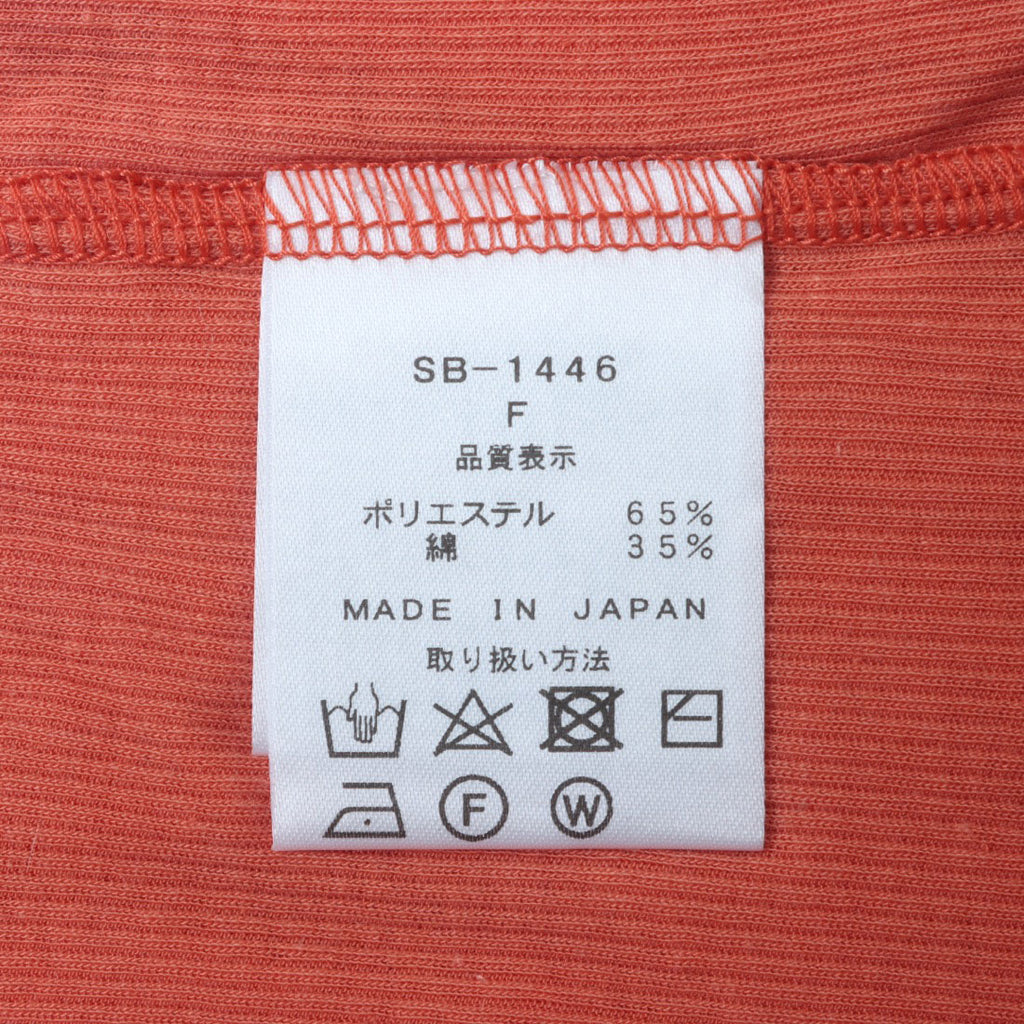 SB-1446
F
品質表示
ポリエステル 65%
綿 35%
MADE IN JAPAN
取り扱い方法
F W